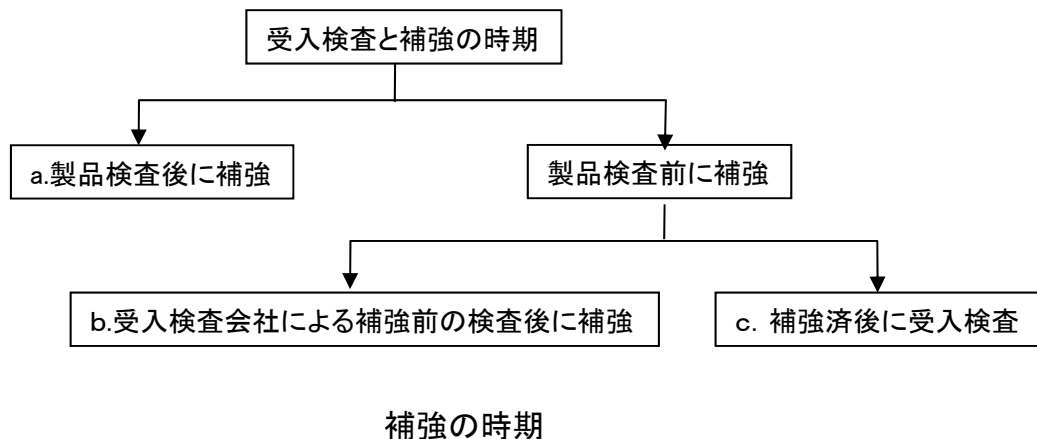 受入検査と補強の時期
a.製品検査後に補強
製品検査前に補強
b.受入検査会社による補強前の検査後に補強
c. 補強済後に受入検査
補強の時期